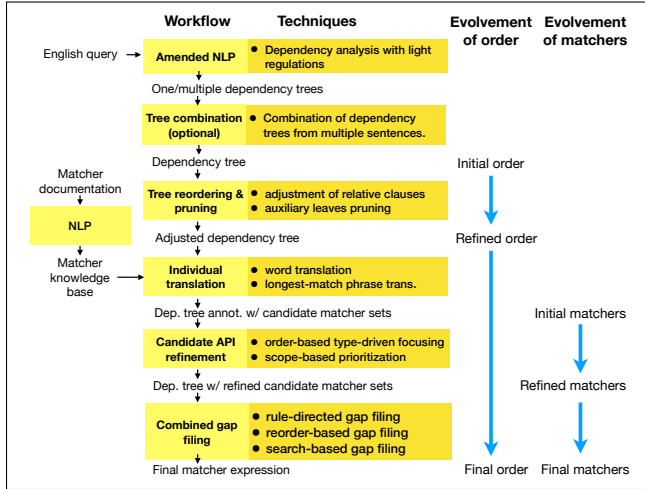 Workflow
Techniques
Evolvement
of order
Evolvement
of matchers
English query
Amended NLP
● Dependency analysis with light
regulations
One/multiple dependency trees
Tree combination
(optional)
● Combination of dependency
trees from multiple sentences.
Dependency tree
Initial order
Matcher
documentation
Tree reordering &
pruning
● adjustment of relative clauses
● auxiliary leaves pruning
NLP
Adjusted dependency tree
Refined order
Matcher
knowledge
base
Individual
translation
● word translation
● longest-match phrase trans.
Dep. tree annot. w/ candidate matcher sets
Initial matchers
Candidate API
refinement
● order-based type-driven focusing
● scope-based prioritization
Dep. tree w/ refined candidate matcher sets
Refined matchers
Combined gap
filing
● rule-directed gap filing
● reorder-based gap filing
● search-based gap filing
Final matcher expression
Final order
Final matchers